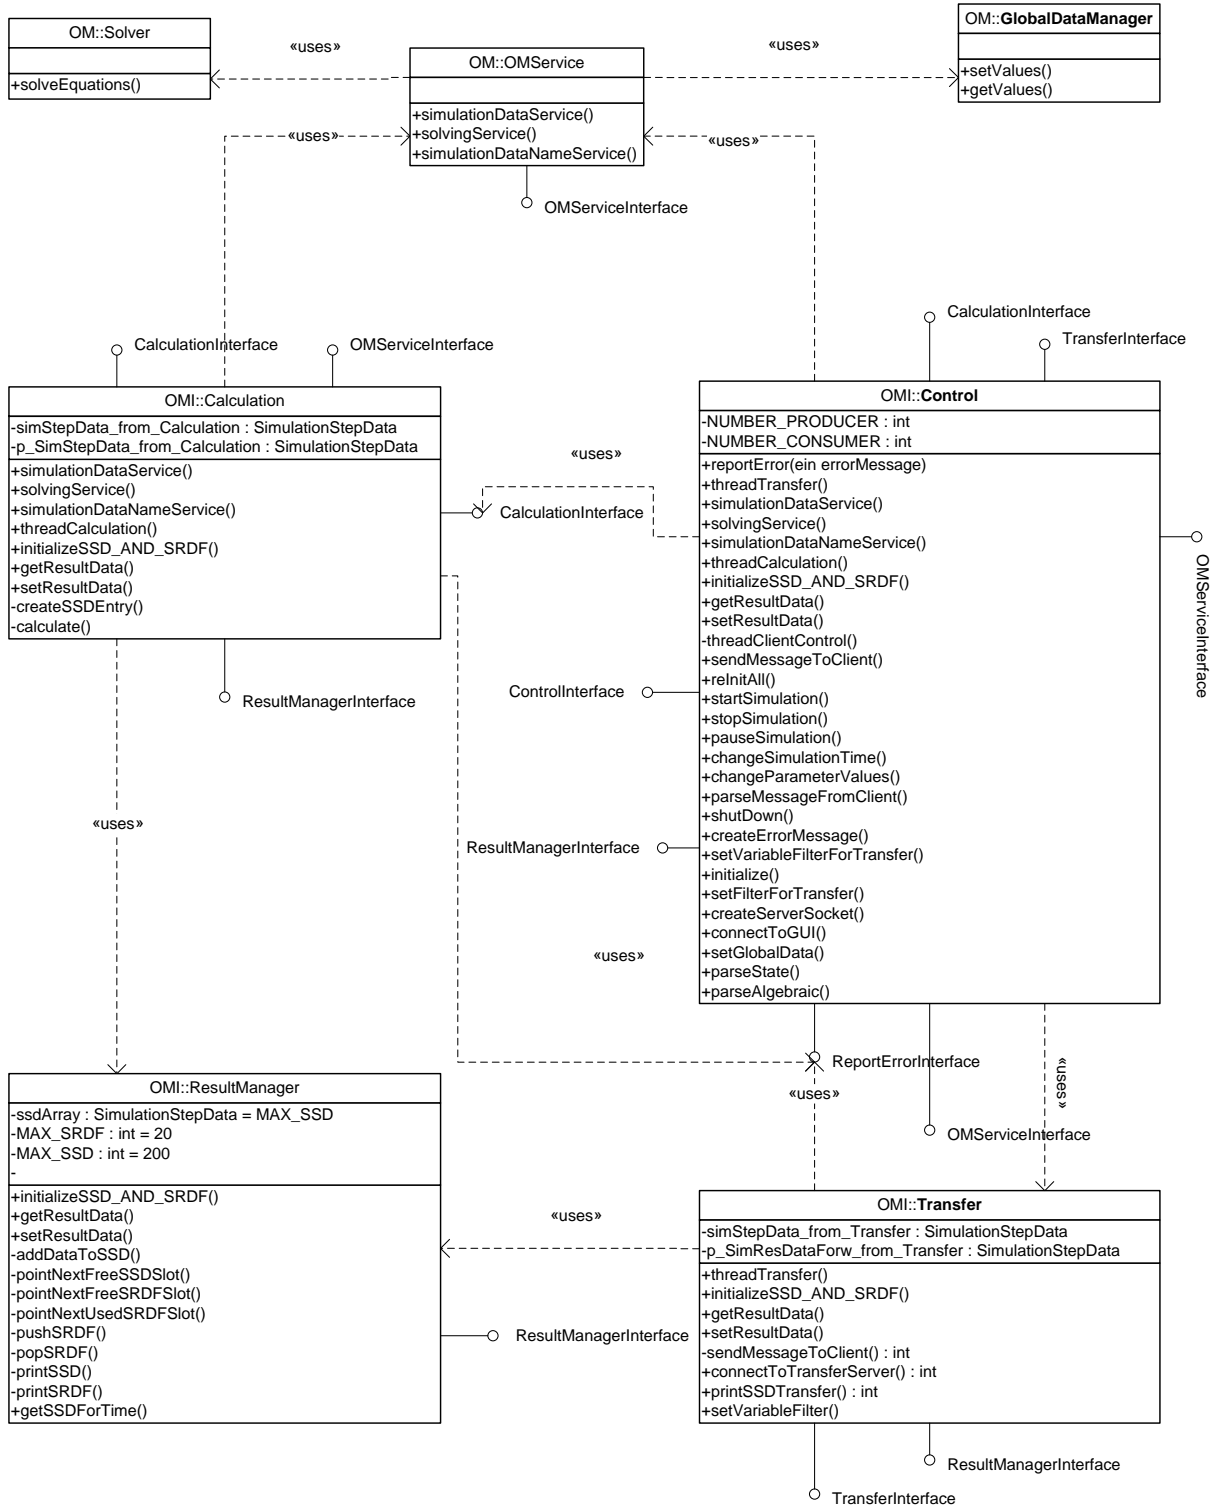 OM::Solver
+solveEquations()
«uses»
OM::OMService
+simulationDataService()
+solvingService()
+simulationDataNameService()
«uses»
OM::GlobalDataManager
+setValues()
+getValues()
«uses»
«uses»
OMServiceInterface
CalculationInterface
OMServiceInterface
CalculationInterface
TransferInterface
OMI::Calculation
-simStepData_from_Calculation : SimulationStepData
-p_SimStepData_from_Calculation : SimulationStepData
+simulationDataService()
+solvingService()
+simulationDataNameService()
+threadCalculation()
+initializeSSD_AND_SRDF()
+getResultData()
+setResultData()
-createSSDEntry()
-calculate()
«uses»
CalculationInterface
ResultManagerInterface
OMI::Control
-NUMBER_PRODUCER : int
-NUMBER_CONSUMER : int
+reportError(ein errorMessage)
+threadTransfer()
+simulationDataService()
+solvingService()
+simulationDataNameService()
+threadCalculation()
+initializeSSD_AND_SRDF()
+getResultData()
+setResultData()
-threadClientControl()
+sendMessageToClient()
+reInitAll()
+startSimulation()
+stopSimulation()
+pauseSimulation()
+changeSimulationTime()
+changeParameterValues()
+parseMessageFromClient()
+shutDown()
+createErrorMessage()
+setVariableFilterForTransfer()
+initialize()
+setFilterForTransfer()
+createServerSocket()
+connectToGUI()
+setGlobalData()
+parseState()
+parseAlgebraic()
OMServiceInterface
ControlInterface
ResultManagerInterface
«uses»
«uses»
ReportErrorInterface
«uses»
«uses»
OMServiceInterface
OMI::ResultManager
-ssdArray : SimulationStepData = MAX_SSD
-MAX_SRDF : int = 20
-MAX_SSD : int = 200
-
+initializeSSD_AND_SRDF()
+getResultData()
+setResultData()
-addDataToSSD()
-pointNextFreeSSDSlot()
-pointNextFreeSRDFSlot()
-pointNextUsedSRDFSlot()
-pushSRDF()
-popSRDF()
-printSSD()
-printSRDF()
+getSSDForTime()
«uses»
ResultManagerInterface
OMI::Transfer
-simStepData_from_Transfer : SimulationStepData
-p_SimResDataForw_from_Transfer : SimulationStepData
+threadTransfer()
+initializeSSD_AND_SRDF()
+getResultData()
+setResultData()
-sendMessageToClient() : int
+connectToTransferServer() : int
+printSSDTransfer() : int
+setVariableFilter()
ResultManagerInterface
TransferInterface